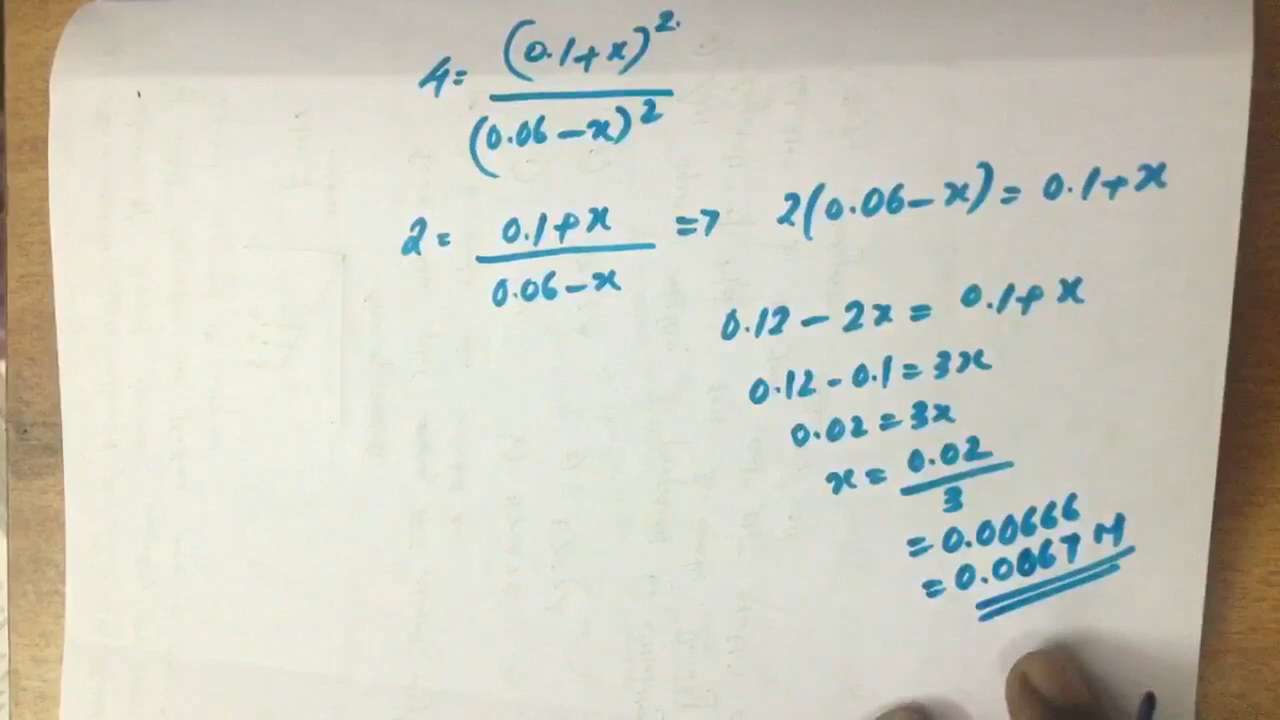 4 = (0.1+x)²
(0.06-x)²
2 = 0.1+x / 0.06-x => 2(0.06-x) = 0.1+x
0.12 - 2x = 0.1+x
0.12 - 0.1 = 3x
0.02 = 3x
x = 0.02 / 3
= 0.00666
= 0.0067 M